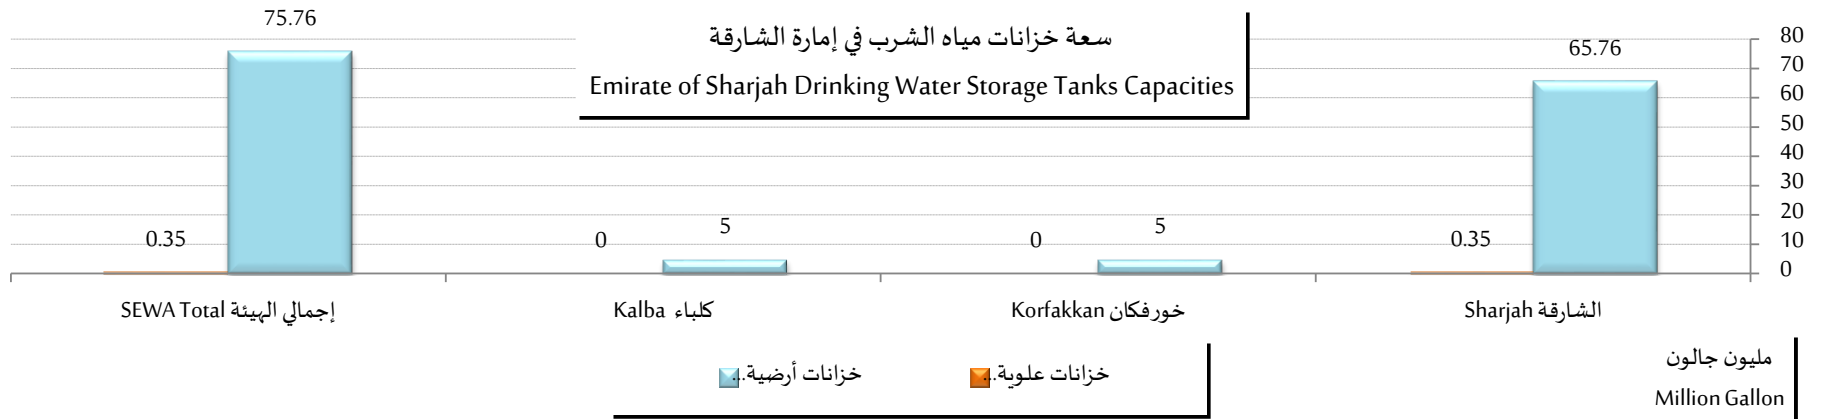 سعة خزانات مياه الشرب في إمارة الشارقة
Emirate of Sharjah Drinking Water Storage Tanks Capacities
80
70
60
50
40
30
20
10
0
65.76
0.35
5
0
5
0
75.76
0.35
الشارقة Sharjah
خورفكان Korfakkan
كلباء Kalba
إجمالي الهيئة SEWA Total
خزانات علوية...
خزانات أرضية...
مليون جالون
Million Gallon